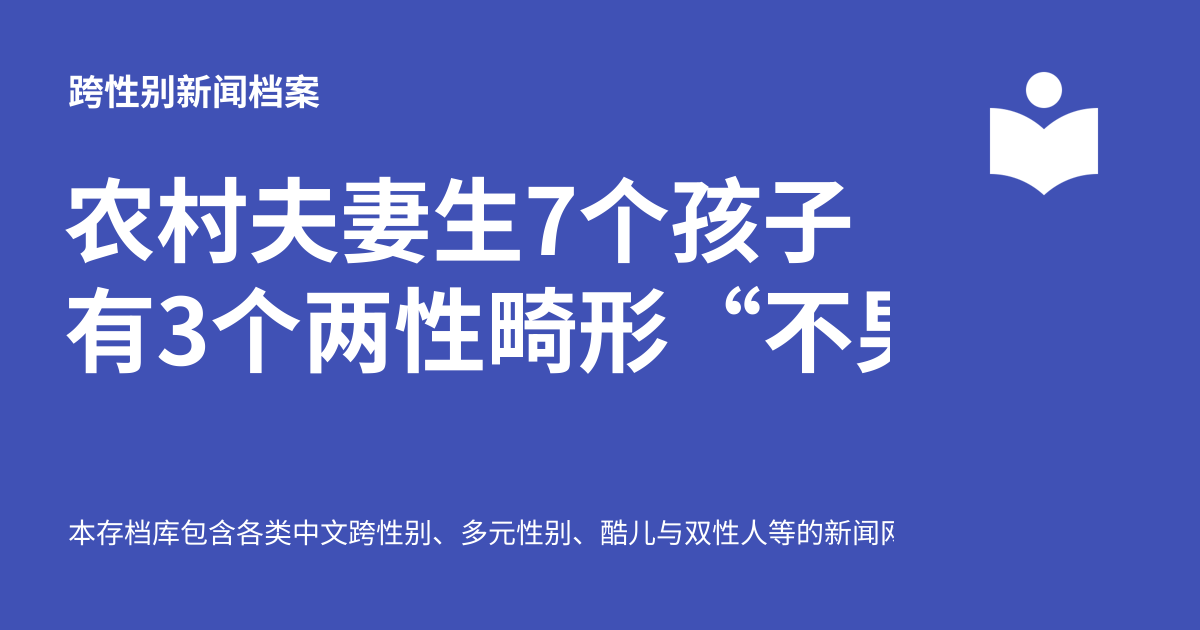 跨性别新闻档案
农村夫妻生7个孩子
有3个两性畸形“不
本存档库包含各类中文跨性别、多元性别、酷儿与双性人等的新闻